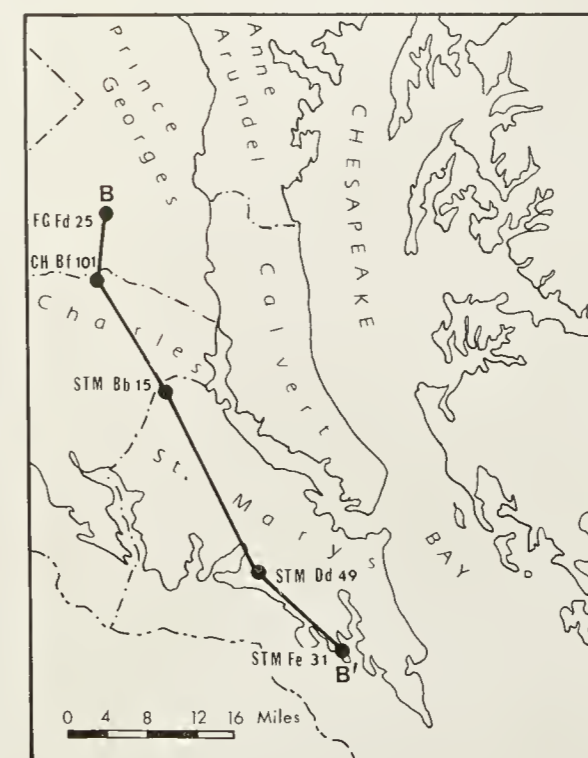 Prince
Georges
Anne
Arundel
CHESAPEAKE
B
FG Fd 25
CH Bf 101
Charles
Calvert
STM Bb 15
St. Marys
BAY
STM Dd 49
STM Fe 31
B'
0 4 8 12 16 Miles